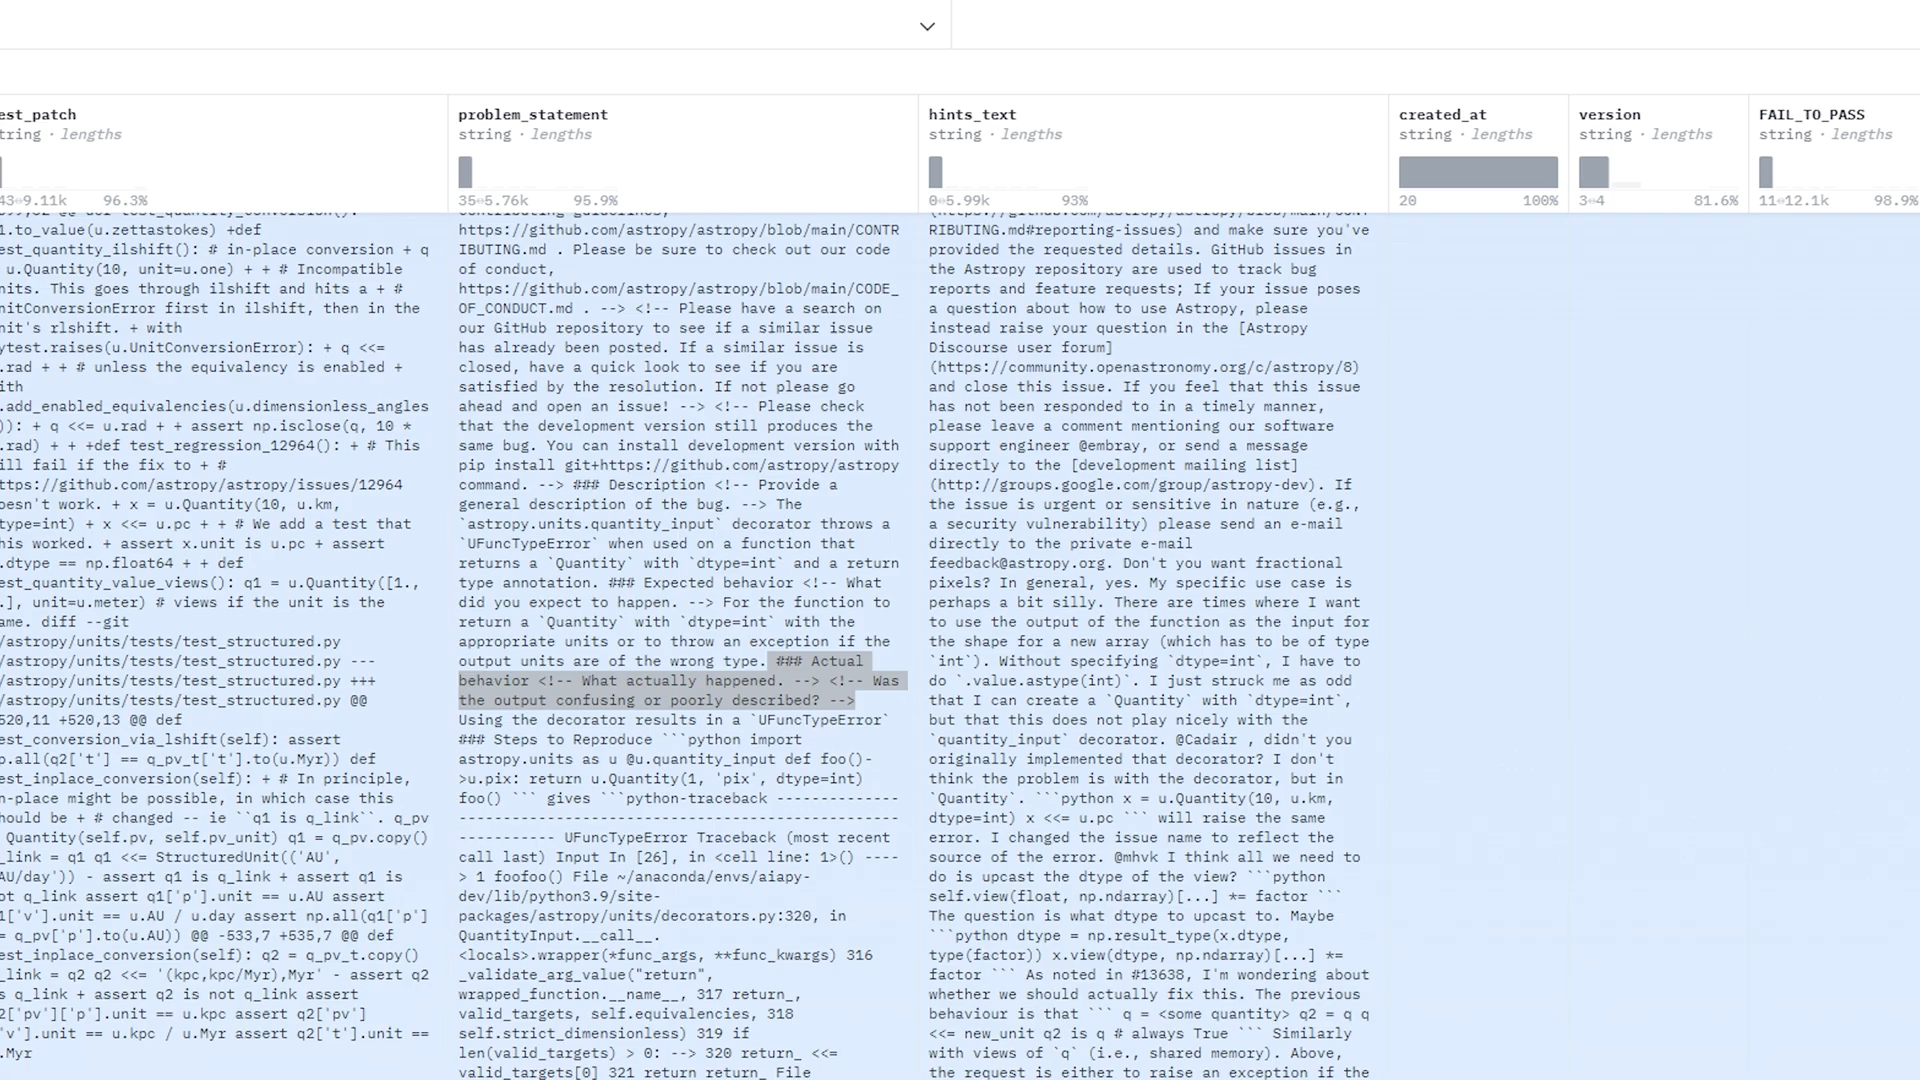 est_patch
tring · lengths
43↔9.11k 96.3%
l.to_value(u.zettastokes) +def
est_quantity_ilshift(): # in-place conversion + q
u.Quantity(10, unit=u.one) + + # Incompatible
nits. This goes through ilshift and hits a + #
nitConversionError first in ilshift, then in the
nit's rlshift. + with
ytest.raises(u.UnitConversionError): + q <<=
.rad + + # unless the equivalency is enabled +
ith
.add_enabled_equivalencies(u.dimensionless_angles
)): + q <<= u.rad + + assert np.isclose(q, 10 *
.rad) + + +def test_regression_12964(): + # This
ill fail if the fix to + #
ttps://github.com/astropy/astropy/issues/12964
oesn't work. + x = u.Quantity(10, u.km,
type=int) + x <<= u.pc + + # We add a test that
his worked. + assert x.unit is u.pc + assert
.dtype == np.float64 + + def
est_quantity_value_views(): q1 = u.Quantity([1.,
.], unit=u.meter) # views if the unit is the
ame. diff --git
/astropy/units/tests/test_structured.py
/astropy/units/tests/test_structured.py ---
/astropy/units/tests/test_structured.py +++
/astropy/units/tests/test_structured.py @@
520,11 +520,13 @@ def
est_conversion_via_lshift(self): assert
p.all(q2['t'] == q_pv_t['t'].to(u.Myr)) def
est_inplace_conversion(self): + # In principle,
n-place might be possible, in which case this
hould be + # changed -- ie ``q1 is q_link``. q_pv
Quantity(self.pv, self.pv_unit) q1 = q_pv.copy()
_link = q1 q1 <<= StructuredUnit(('AU',
AU/day')) - assert q1 is q_link + assert q1 is
ot q_link assert q1['p'].unit == u.AU assert
1['v'].unit == u.AU / u.day assert np.all(q1['p']
= q_pv['p'].to(u.AU)) @@ -533,7 +535,7 @@ def
est_inplace_conversion(self): q2 = q_pv_t.copy()
_link = q2 q2 <<= '(kpc,kpc/Myr),Myr' - assert q2
s q_link + assert q2 is not q_link assert
2['pv']['p'].unit == u.kpc assert q2['pv']
'v'].unit == u.kpc / u.Myr assert q2['t'].unit ==
.Myr
problem_statement
string · lengths
35↔5.76k 95.9%
contributing guidelines,
https://github.com/astropy/astropy/blob/main/CONTR
IBUTING.md . Please be sure to check out our code
of conduct,
https://github.com/astropy/astropy/blob/main/CODE_
OF_CONDUCT.md . --> <!-- Please have a search on
our GitHub repository to see if a similar issue
has already been posted. If a similar issue is
closed, have a quick look to see if you are
satisfied by the resolution. If not please go
ahead and open an issue! --> <!-- Please check
that the development version still produces the
same bug. You can install development version with
pip install git+https://github.com/astropy/astropy
command. --> ### Description <!-- Provide a
general description of the bug. --> The
`astropy.units.quantity_input` decorator throws a
`UFuncTypeError` when used on a function that
returns a `Quantity` with `dtype=int` and a return
type annotation. ### Expected behavior <!-- What
did you expect to happen. --> For the function to
return a `Quantity` with `dtype=int` with the
appropriate units or to throw an exception if the
output units are of the wrong type. ### Actual
behavior <!-- What actually happened. --> <!-- Was
the output confusing or poorly described? -->
Using the decorator results in a `UFuncTypeError`
### Steps to Reproduce ```python import
astropy.units as u @u.quantity_input def foo()-
>u.pix: return u.Quantity(1, 'pix', dtype=int)
foo() ``` gives ```python-traceback --------------
--------------------------------------------------
----------- UFuncTypeError Traceback (most recent
call last) Input In [26], in <cell line: 1>() ----
> 1 foofoo() File ~/anaconda/envs/aiapy-
dev/lib/python3.9/site-
packages/astropy/units/decorators.py:320, in
QuantityInput.__call__.
<locals>.wrapper(*func_args, **func_kwargs) 316
_validate_arg_value("return",
wrapped_function.__name__, 317 return_,
valid_targets, self.equivalencies, 318
self.strict_dimensionless) 319 if
len(valid_targets) > 0: --> 320 return_ <<=
valid_targets[0] 321 return return_ File
hints_text
string · lengths
0↔5.99k 93%
(https://github.com/astropy/astropy/blob/main/CONT
RIBUTING.md#reporting-issues) and make sure you've
provided the requested details. GitHub issues in
the Astropy repository are used to track bug
reports and feature requests; If your issue poses
a question about how to use Astropy, please
instead raise your question in the [Astropy
Discourse user forum]
(https://community.openastronomy.org/c/astropy/8)
and close this issue. If you feel that this issue
has not been responded to in a timely manner,
please leave a comment mentioning our software
support engineer @embray, or send a message
directly to the [development mailing list]
(http://groups.google.com/group/astropy-dev). If
the issue is urgent or sensitive in nature (e.g.,
a security vulnerability) please send an e-mail
directly to the private e-mail
feedback@astropy.org. Don't you want fractional
pixels? In general, yes. My specific use case is
perhaps a bit silly. There are times where I want
to use the output of the function as the input for
the shape for a new array (which has to be of type
`int`). Without specifying `dtype=int`, I have to
do `.value.astype(int)`. I just struck me as odd
that I can create a `Quantity` with `dtype=int`,
but that this does not play nicely with the
`quantity_input` decorator. @Cadair , didn't you
originally implemented that decorator? I don't
think the problem is with the decorator, but in
`Quantity`. ```python x = u.Quantity(10, u.km,
dtype=int) x <<= u.pc ``` will raise the same
error. I changed the issue name to reflect the
source of the error. @mhvk I think all we need to
do is upcast the dtype of the view? ```python
self.view(float, np.ndarray)[...] *= factor ```
The question is what dtype to upcast to. Maybe
```python dtype = np.result_type(x.dtype,
type(factor)) x.view(dtype, np.ndarray)[...] *=
factor ``` As noted in #13638, I'm wondering about
whether we should actually fix this. The previous
behaviour is that ``` q = <some quantity> q2 = q q
<<= new_unit q2 is q # always True ``` Similarly
with views of `q` (i.e., shared memory). Above,
the request is either to raise an exception if the
created_at
string · lengths
20 100%
version
string · lengths
3↔4 81.6%
FAIL_TO_PASS
string · lengths
11↔12.1k 98.9%